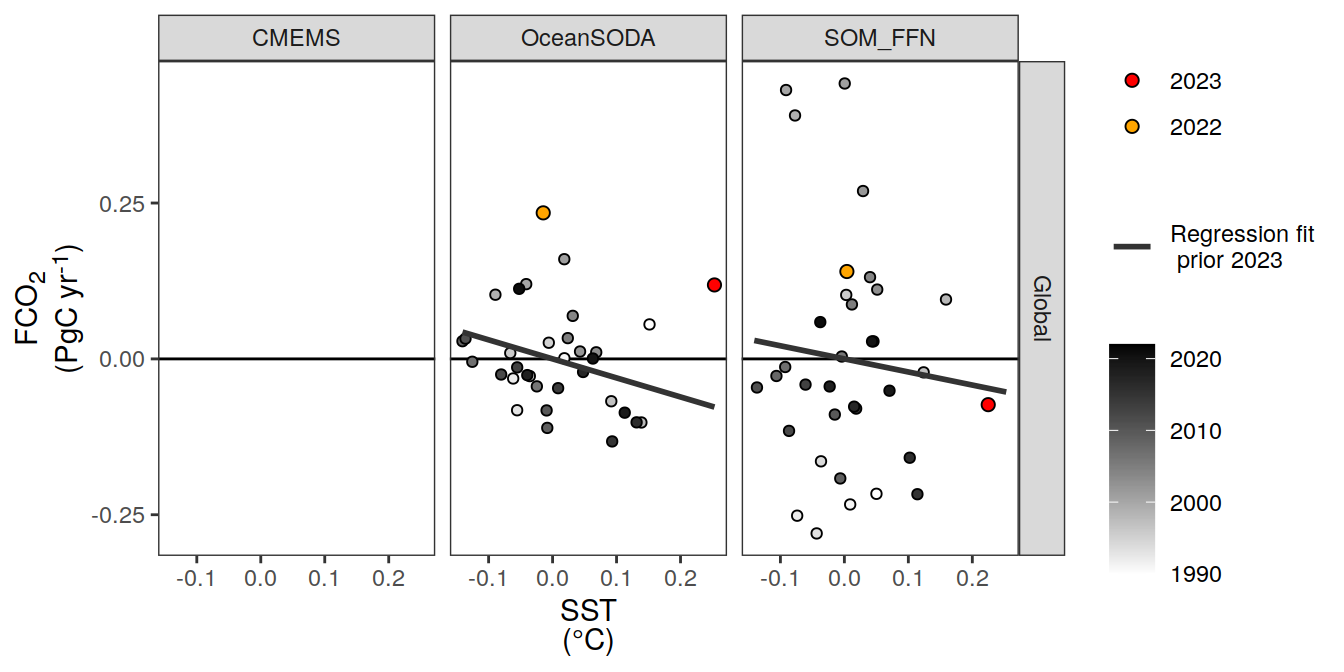 CMEMS
OceanSODA
SOM_FFN
FCO2
(PgC yr-1)
0.25
0.00
-0.25
-0.1 0.0 0.1 0.2
-0.1 0.0 0.1 0.2
-0.1 0.0 0.1 0.2
SST
(°C)
Global
2023
2022
Regression fit
prior 2023
2020
2010
2000
1990